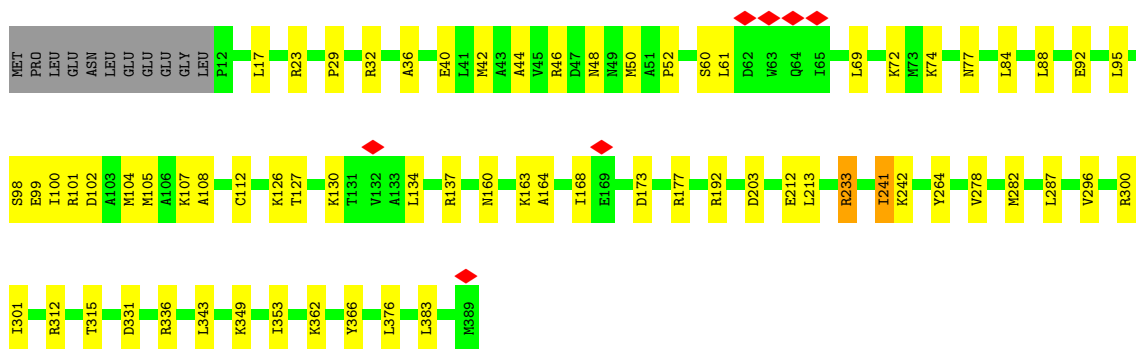 MET PRO LEU GLU ASN LEU GLU GLU GLU GLY LEU P12 L17 R23 P29 R32 A36 E40 L41 M42 A43 A44 V45 R46 D47 N48 N49 M50 A51 P52 S60 L61 D62 W63 Q64 I65 L69 K72 M73 K74 N77 L84 L88 E92 L95
S98 E99 I100 R101 D102 A103 M104 M105 A106 K107 A108 C112 K126 T127 K130 T131 V132 A133 L134 R137 N160 K163 A164 I168 E169 D173 R177 R192 D203 E212 L213 R233 I241 K242 Y264 V278 M282 L287 V296 R300
I301 R312 T315 D331 R336 L343 K349 I353 K362 Y366 L376 L383 M389